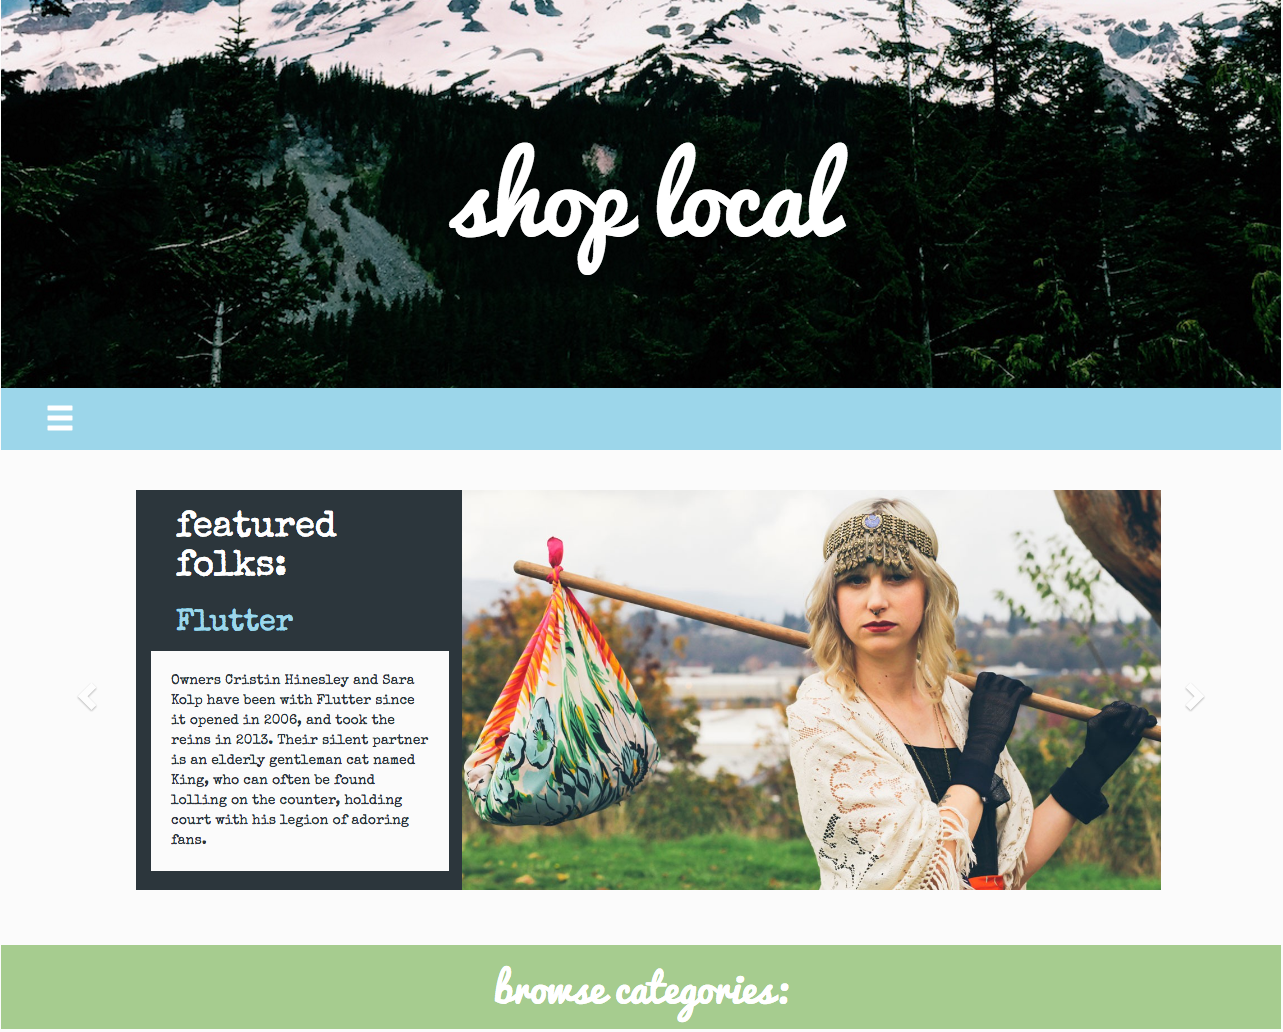 shop local
featured
folks:
Flutter
Owners Cristin Hinesley and Sara
Kolp have been with Flutter since
it opened in 2006, and took the
reins in 2013. Their silent partner
is an elderly gentleman cat named
King, who can often be found
lolling on the counter, holding
court with his legion of adoring
fans.
browse categories: